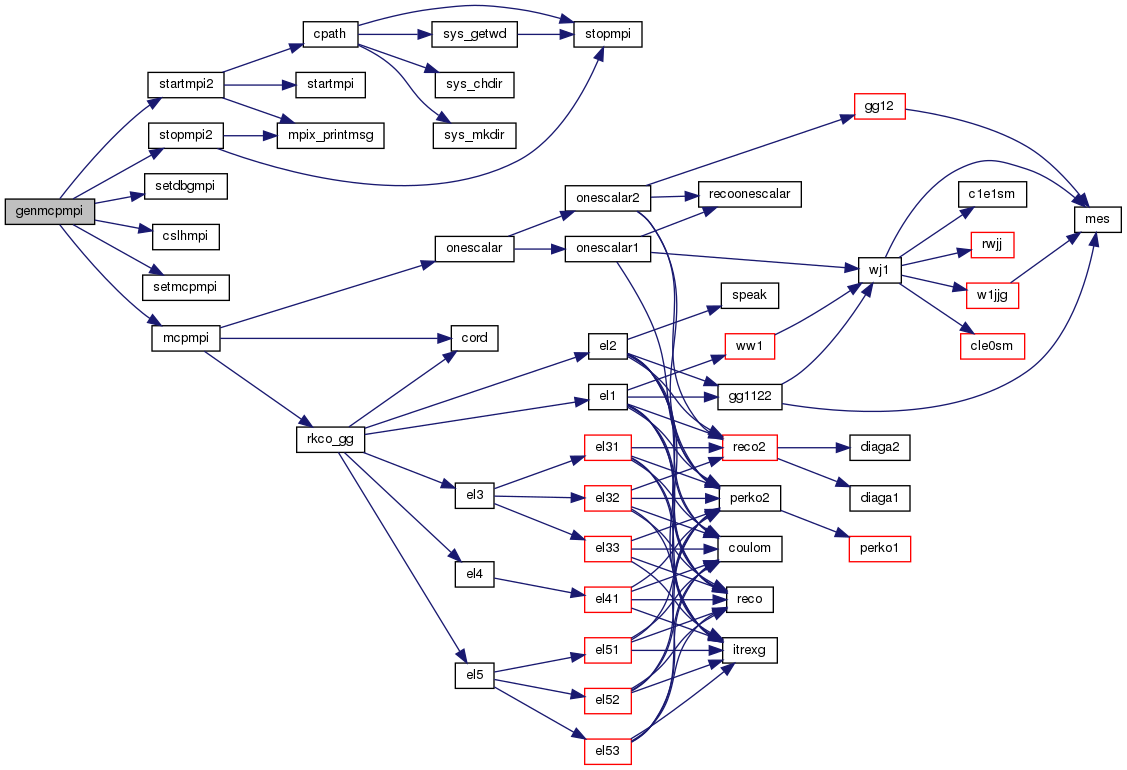 genmcpmpi
startmpi2
stopmpi2
setdbgmpi
cslhmpi
setmcpmpi
mcpmpi
cpath
startmpi
mpix_printmsg
sys_getwd
sys_chdir
sys_mkdir
stopmpi
onescalar
cord
rkco_gg
onescalar2
onescalar1
el2
el1
el3
el4
el5
el31
el32
el33
el41
el51
el52
el53
gg12
recoonescalar
speak
ww1
gg1122
reco2
perko2
coulom
reco
itrexg
wj1
diaga2
diaga1
perko1
c1e1sm
rwjj
w1jjg
cle0sm
mes